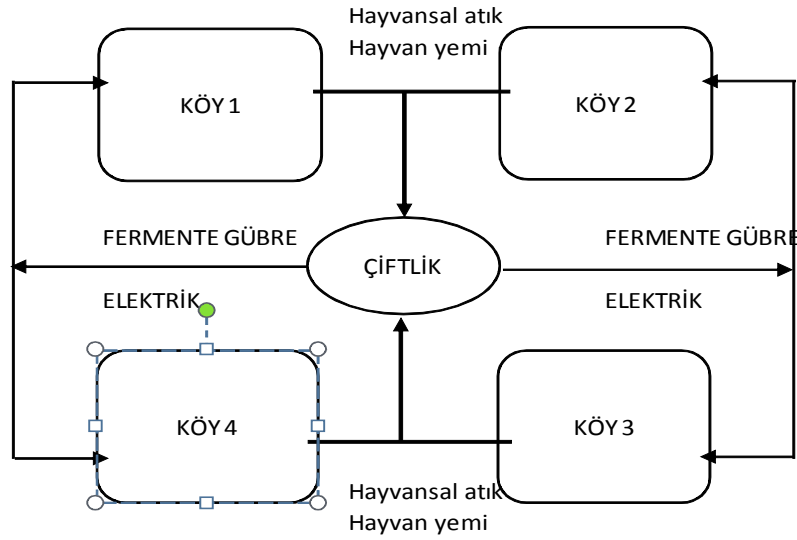 Hayvansal atık
Hayvan yemi
KÖY 1
KÖY 2
FERMENTE GÜBRE
FERMENTE GÜBRE
ÇİFTLİK
ELEKTRİK
ELEKTRİK
KÖY 4
KÖY 3
Hayvansal atık
Hayvan yemi